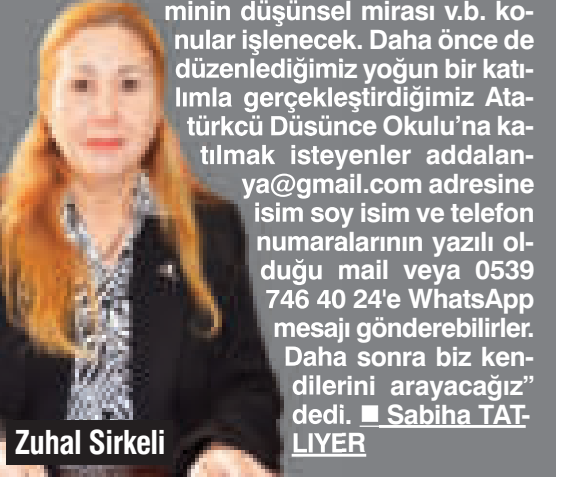 minin düşünsel mirası v.b. ko-
nular işlenecek. Daha önce de
düzenlediğimiz yoğun bir katı-
lımla gerçekleştirdiğimiz Ata-
türkcü Düsünce Okulu’na ka-
tılmak isteyenler addalan-
ya@gmail.com adresine
isim soy isim ve telefon
numaralarının yazılı ol-
duğu mail veya 0539
746 40 24'e WhatsApp
mesajı gönderebilirler.
Daha sonra biz ken-
dilerini arayacağız”
dedi. ■ Sabiha TAT-
LIYER
Zuhal Sirkeli